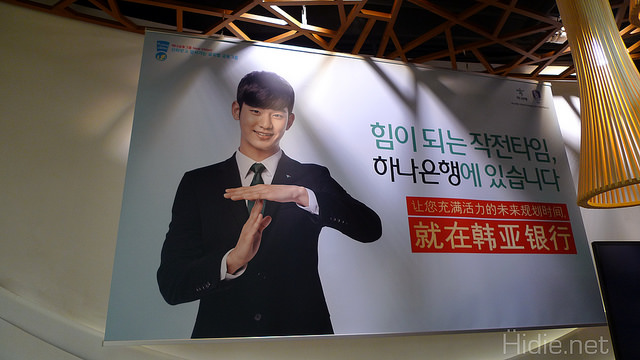 힘이 되는 작전타임,
하나은행에 있습니다
让您充满活力的未来规划时间,
就在韩亚银行
Hidie.net